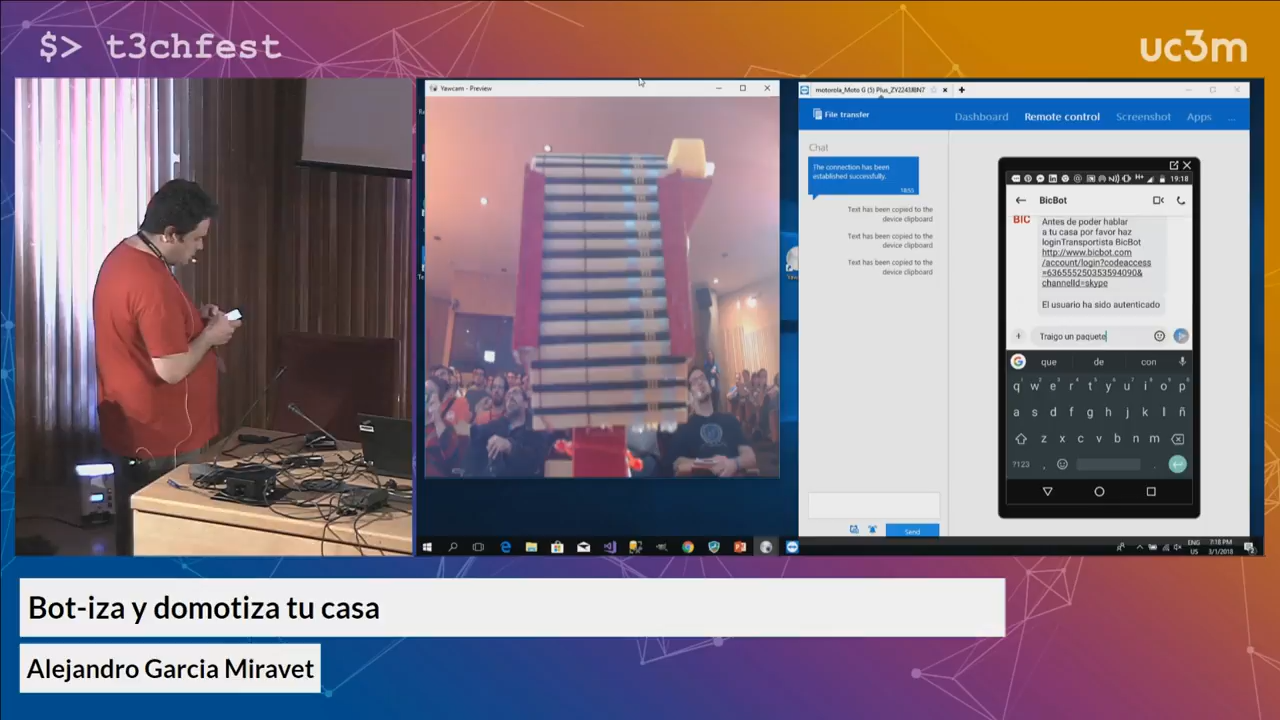 $> t3chfest
uc3m
Yawcam - Preview
motorola_Moto G (5) Plus_ZY2243JBN7
File transfer
Dashboard
Remote control
Screenshot
Apps
...
Chat
The connection has been
established successfully.
18:55
Text has been copied to the
device clipboard
Text has been copied to the
device clipboard
Text has been copied to the
device clipboard
Send
19:18
BicBot
BIC
Antes de poder hablar
a tu casa por favor haz
loginTransportista BicBot
http://www.bicbot.com
/account/login?codeaccess
=636555250353594090&
channelId=skype
El usuario ha sido autenticado
Traigo un paquete
que de con
q w e r t y u i o p
a s d f g h j k l ñ
z x c v b n m
?123 , .
ENG
US
7:18 PM
3/1/2018
Bot-iza y domotiza tu casa
Alejandro Garcia Miravet